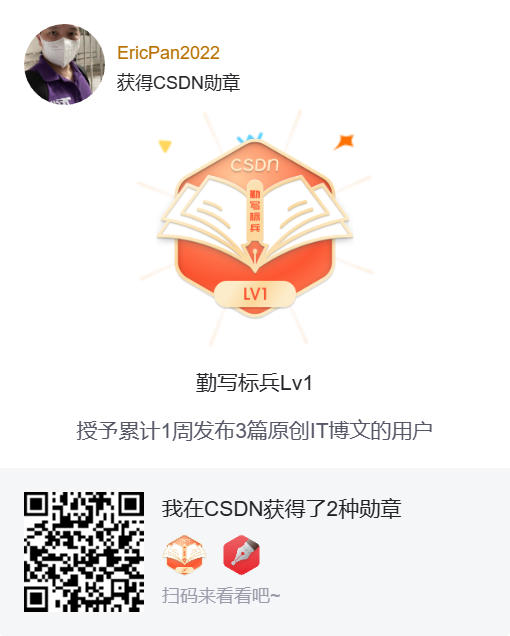 EricPan2022
获得CSDN勋章
CSDN
勤写标兵
LV1
勤写标兵Lv1
授予累计1周发布3篇原创IT博文的用户
我在CSDN获得了2种勋章
扫码来看看吧~